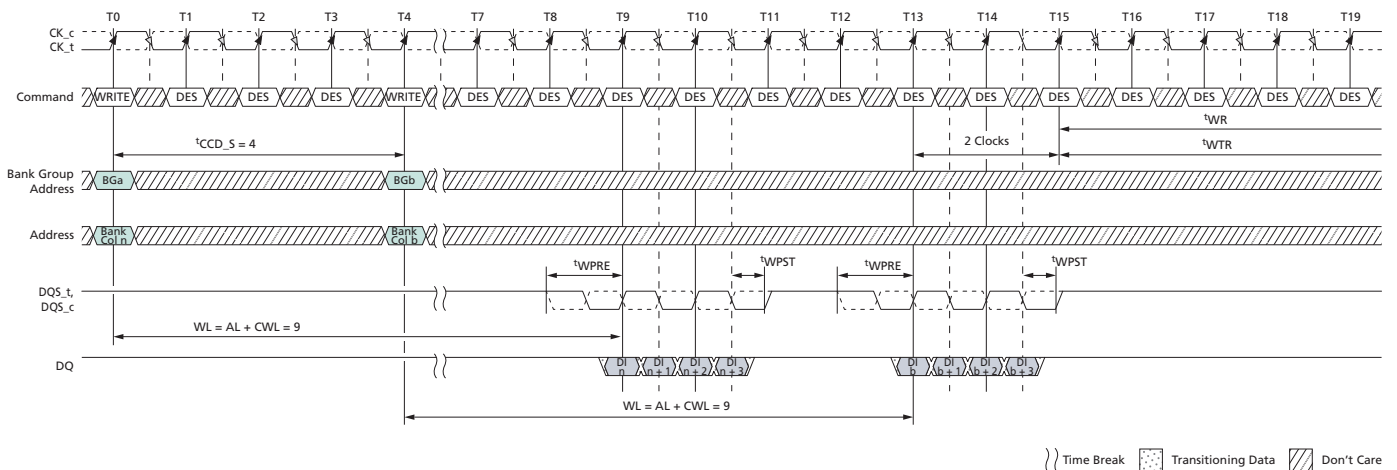 T0 T1 T2 T3 T4 T7 T8 T9 T10 T11 T12 T13 T14 T15 T16 T17 T18 T19
CK_c
CK_t
Command WRITE DES DES DES WRITE DES DES DES DES DES DES DES DES DES DES DES DES DES
tWR
tCCD_S = 4 2 Clocks
tWTR
Bank Group
Address BGa BGb
Address Bank
Col n Bank
Col b
tWPRE tWPST tWPRE tWPST
DQS_t,
DQS_c
WL = AL + CWL = 9
DQ DI
n DI
n + 1 DI
n + 2 DI
n + 3 DI
b DI
b + 1 DI
b + 2 DI
b + 3
WL = AL + CWL = 9
Time Break Transitioning Data Don't Care